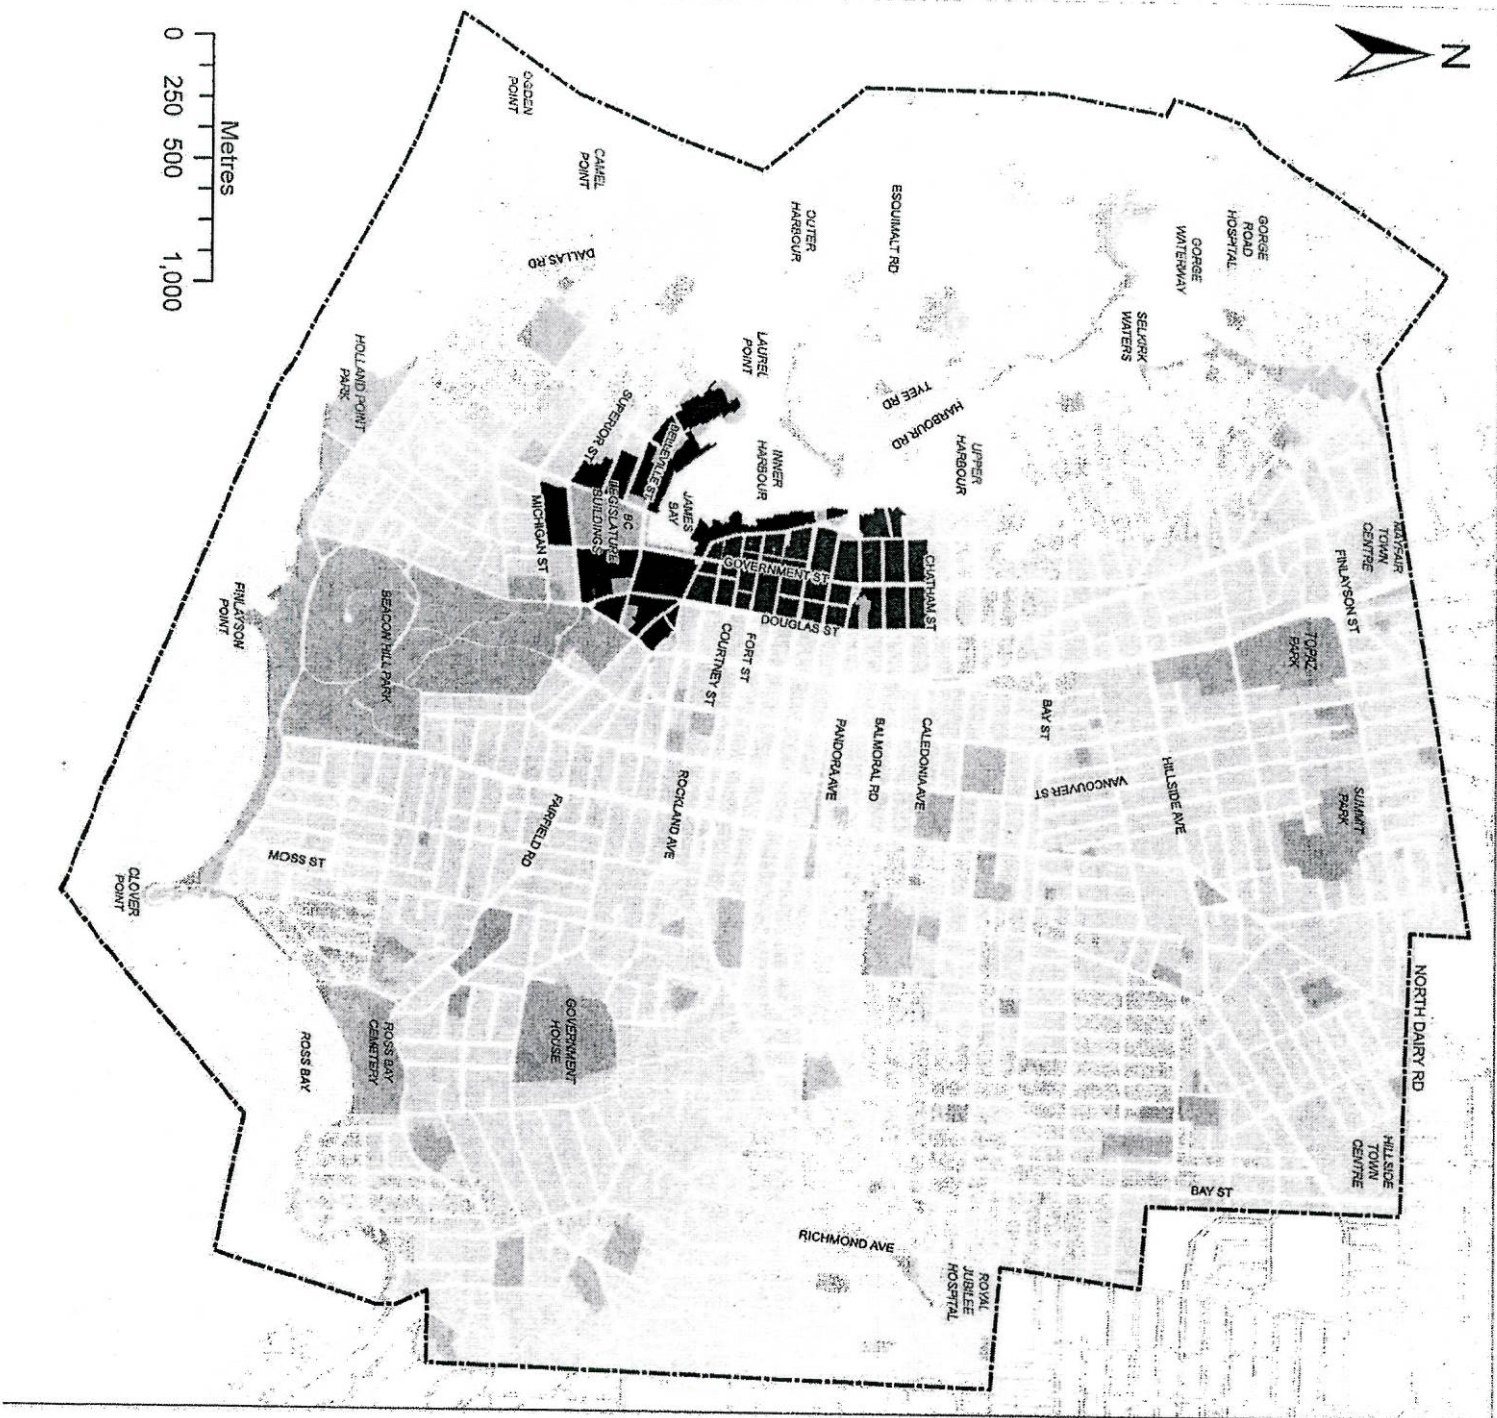 N
MAYFAIR
TOWN
CENTRE
FINLAYSON ST
TOPAZ
PARK
SUMMIT
PARK
NORTH DAIRY RD
HILLSIDE
TOWN
CENTRE
GORGE
ROAD
HOSPITAL
GORGE
WATERWAY
SELKIRK
WATERS
HILLSIDE AVE
BAY ST
BAY ST
VANCOUVER ST
UPPER
HARBOUR
HARBOUR RD
TYEE RD
ESQUIMALT RD
CHATHAM ST
CALEDONIA AVE
BALMORAL RD
PANDORA AVE
ROYAL
JUBILEE
HOSPITAL
RICHMOND AVE
OUTER
HARBOUR
INNER
HARBOUR
LAUREL
POINT
GOVERNMENT ST
DOUGLAS ST
FORT ST
COURTNEY ST
JAMES
BAY
BELLEVILLE ST
BC
LEGISLATURE
BUILDINGS
SUPERIOR ST
MICHIGAN ST
ROCKLAND AVE
FAIRFIELD RD
GOVERNMENT
HOUSE
CAMEL
POINT
OGDEN
POINT
DALLAS RD
HOLLAND POINT
PARK
BEACON HILL PARK
FINLAYSON
POINT
MOSS ST
CLOVER
POINT
ROSS BAY
CEMETERY
ROSS BAY
Metres
0 250 500 1,000